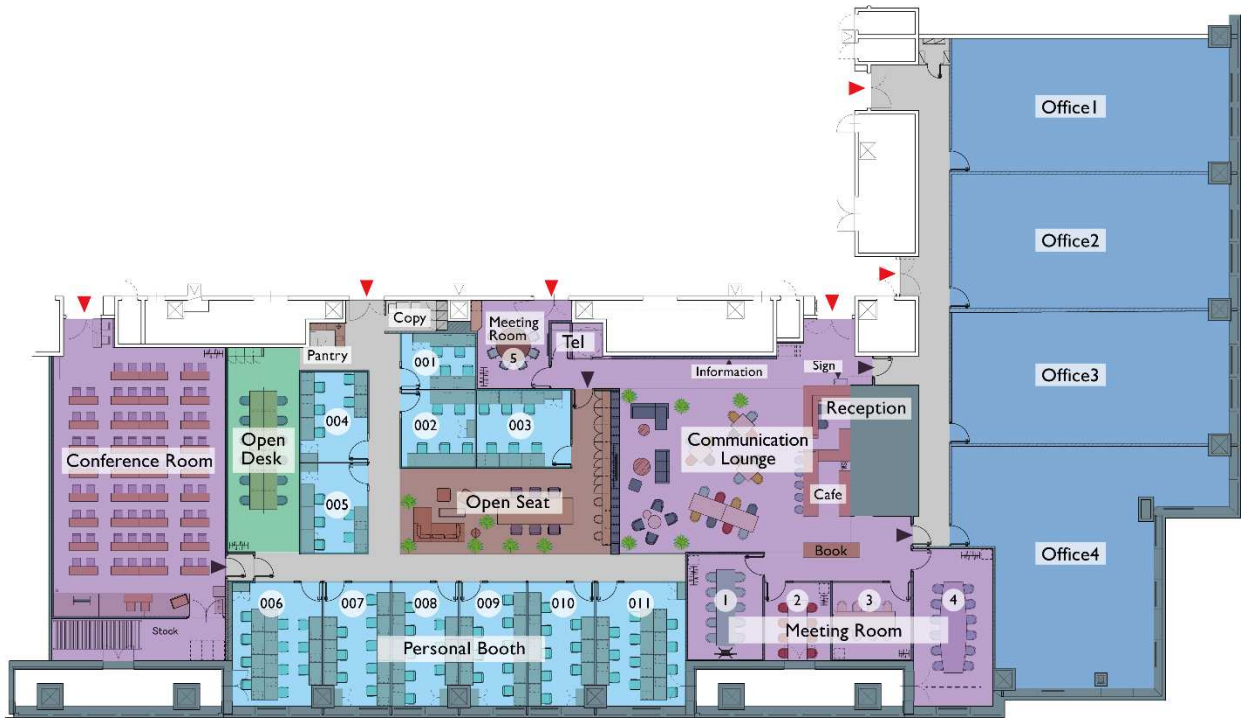 Office1
Office2
Office3
Office4
Copy
Pantry
Meeting
Room
5
Tel
Information
Sign
Reception
001
002
003
004
005
Open
Desk
Conference Room
Communication
Lounge
Cafe
Open Seat
Book
Stock
006
007
008
009
010
011
Personal Booth
1
2
3
4
Meeting Room